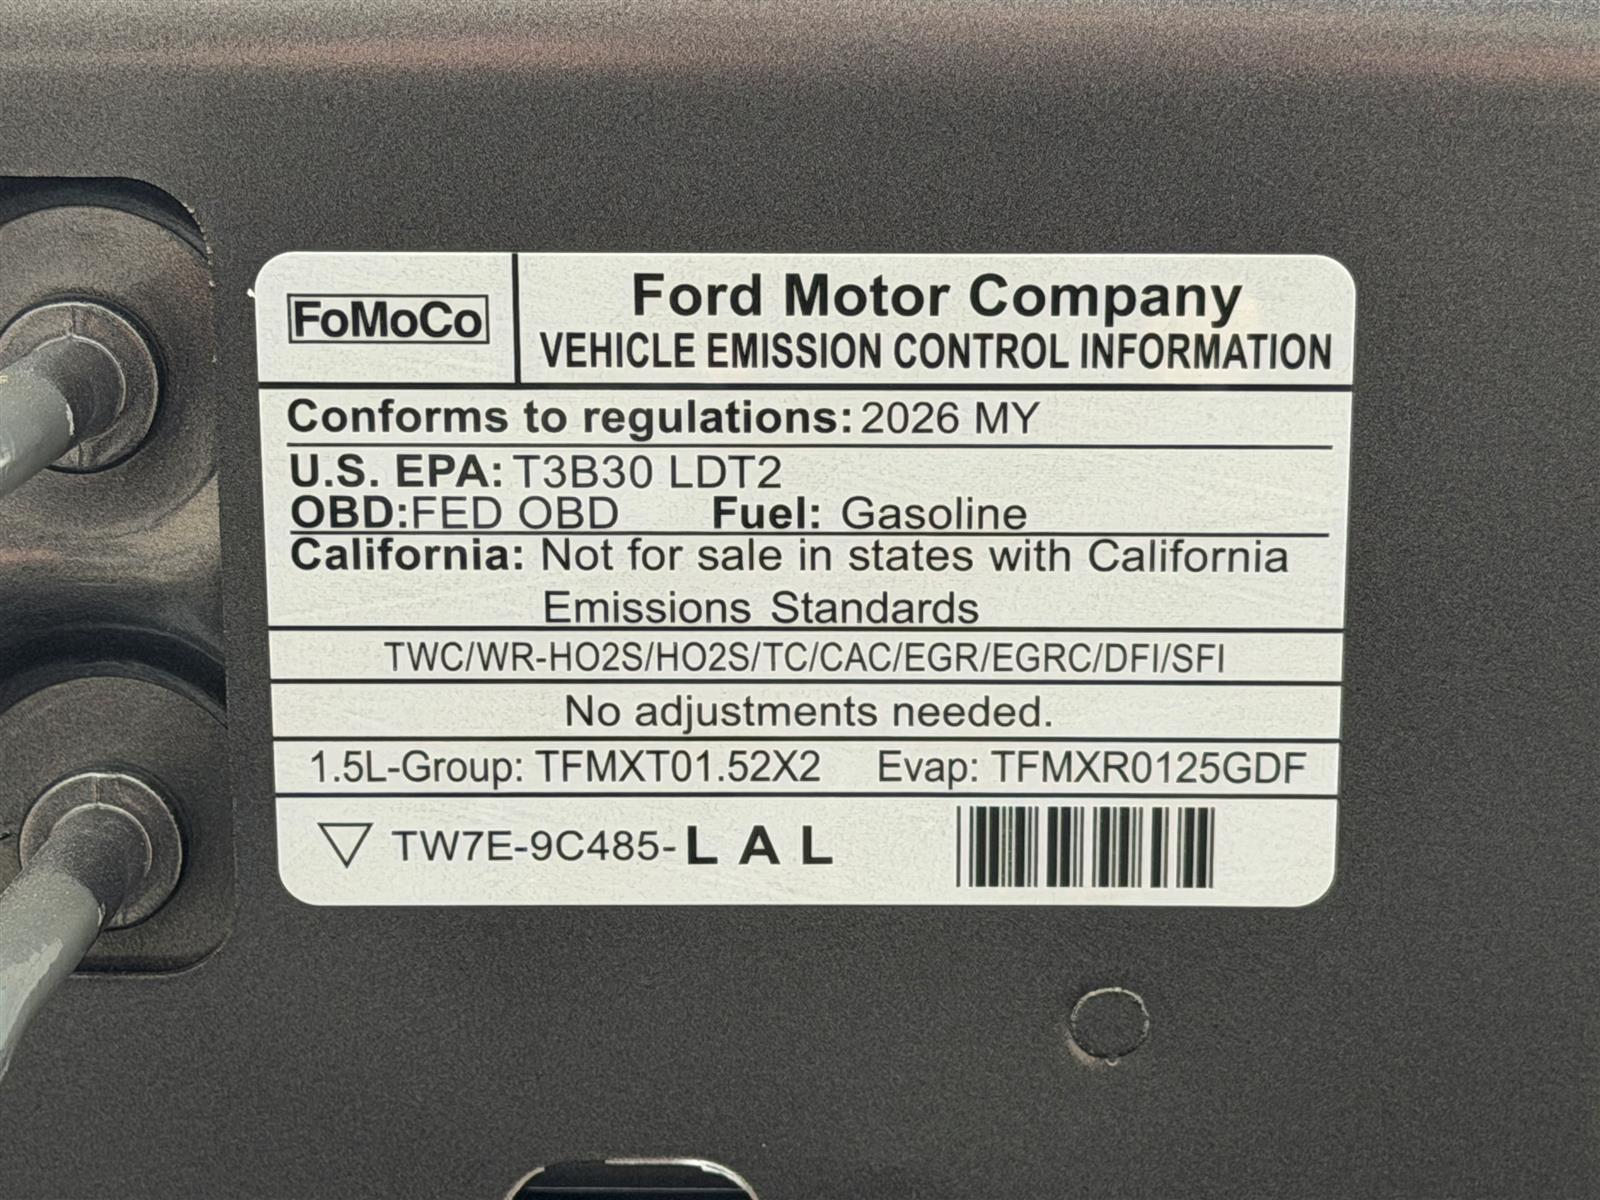 FoMoCo
Ford Motor Company
VEHICLE EMISSION CONTROL INFORMATION
Conforms to regulations: 2026 MY
U.S. EPA: T3B30 LDT2
OBD:FED OBD Fuel: Gasoline
California: Not for sale in states with California
Emissions Standards
TWC/WR-HO2S/HO2S/TC/CAC/EGR/EGRC/DFI/SFI
No adjustments needed.
1.5L-Group: TFMXT01.52X2 Evap: TFMXR0125GDF
TW7E-9C485-L A L